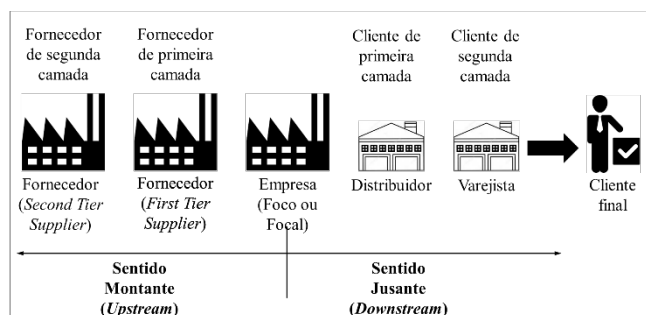 Fornecedor
de segunda
camada
Fornecedor
de primeira
camada
Cliente de
primeira
camada
Cliente de
segunda
camada
Fornecedor
(Second Tier
Supplier)
Fornecedor
(First Tier
Supplier)
Empresa
(Foco ou
Focal)
Distribuidor
Varejista
Cliente
final
Sentido
Montante
(Upstream)
Sentido
Jusante
(Downstream)